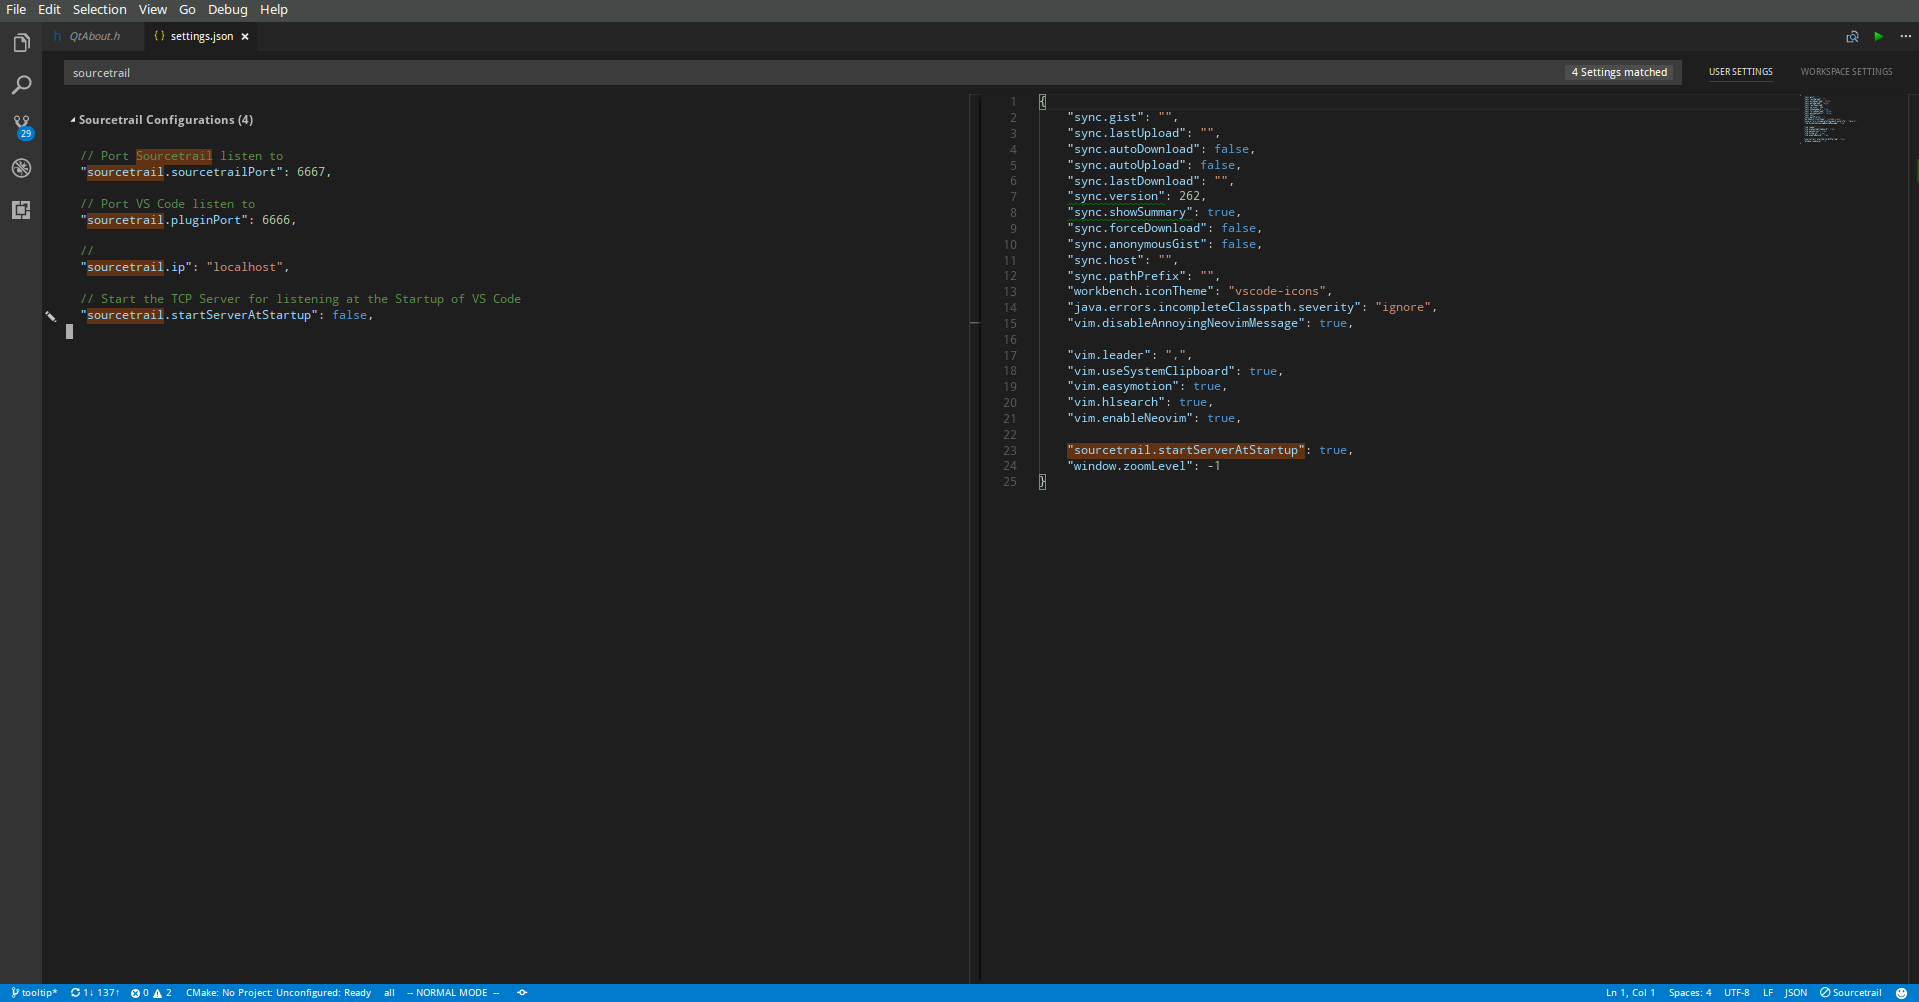 File Edit Selection View Go Debug Help
QtAbout.h {} settings.json ×
sourcetrail 4 Settings matched USER SETTINGS WORKSPACE SETTINGS
Sourcetrail Configurations (4)
// Port Sourcetrail listen to
"sourcetrail.sourcetrailPort": 6667,
// Port VS Code listen to
"sourcetrail.pluginPort": 6666,
//
"sourcetrail.ip": "localhost",
// Start the TCP Server for listening at the Startup of VS Code
"sourcetrail.startServerAtStartup": false,
29
1 {
2 "sync.gist": "",
3 "sync.lastUpload": "",
4 "sync.autoDownload": false,
5 "sync.autoUpload": false,
6 "sync.lastDownload": "",
7 "sync.version": 262,
8 "sync.showSummary": true,
9 "sync.forceDownload": false,
10 "sync.anonymousGist": false,
11 "sync.host": "",
12 "sync.pathPrefix": "",
13 "workbench.iconTheme": "vscode-icons",
14 "java.errors.incompleteClasspath.severity": "ignore",
15 "vim.disableAnnoyingNeovimMessage": true,
16
17 "vim.leader": ",",
18 "vim.useSystemClipboard": true,
19 "vim.easymotion": true,
20 "vim.hlsearch": true,
21 "vim.enableNeovim": true,
22
23 "sourcetrail.startServerAtStartup": true,
24 "window.zoomLevel": -1
25 }
tooltip* 1↓ 137↑ 0 2 CMake: No Project: Unconfigured: Ready all -- NORMAL MODE -- Ln 1, Col 1 Spaces: 4 UTF-8 LF JSON Sourcetrail